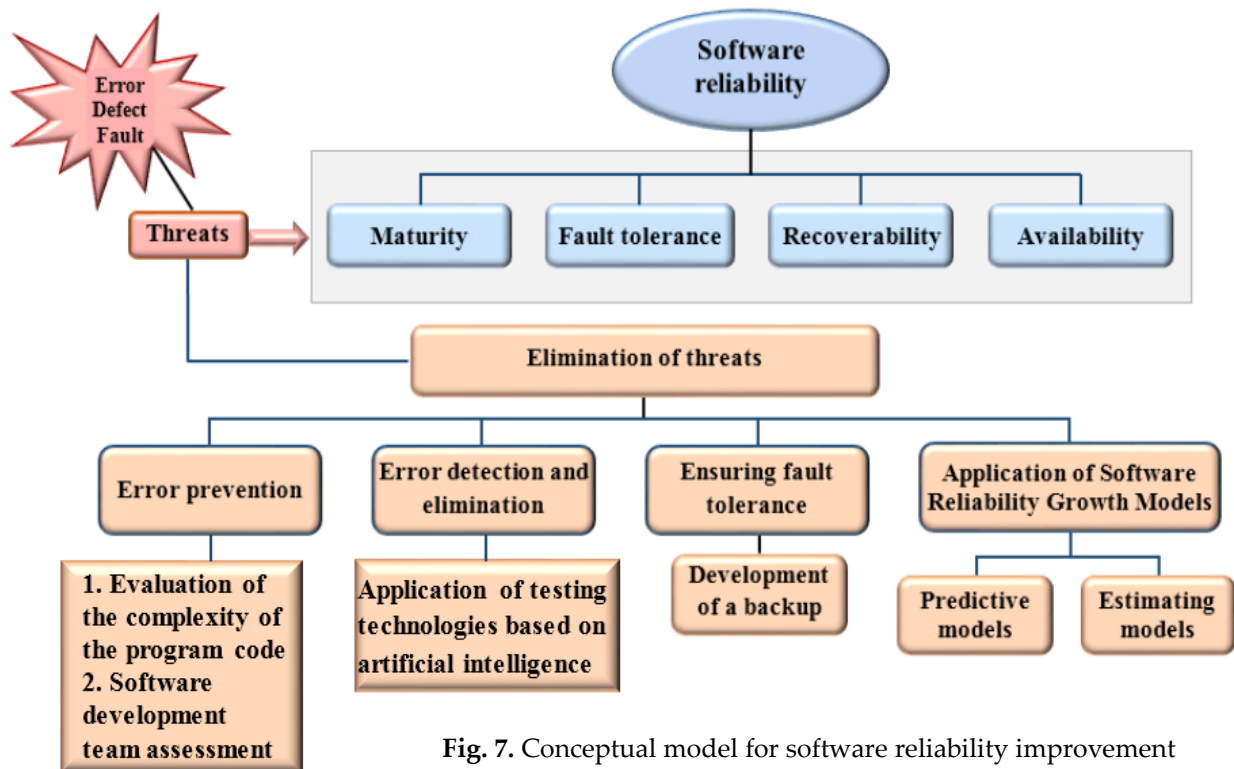 Error
Defect
Fault
Software
reliability
Threats
Maturity
Fault tolerance
Recoverability
Availability
Elimination of threats
Error prevention
Error detection and
elimination
Ensuring fault
tolerance
Application of Software
Reliability Growth Models
1. Evaluation of
the complexity of
the program code
2. Software
development
team assessment
Application of testing
technologies based on
artificial intelligence
Development
of a backup
Predictive
models
Estimating
models
Fig. 7. Conceptual model for software reliability improvement